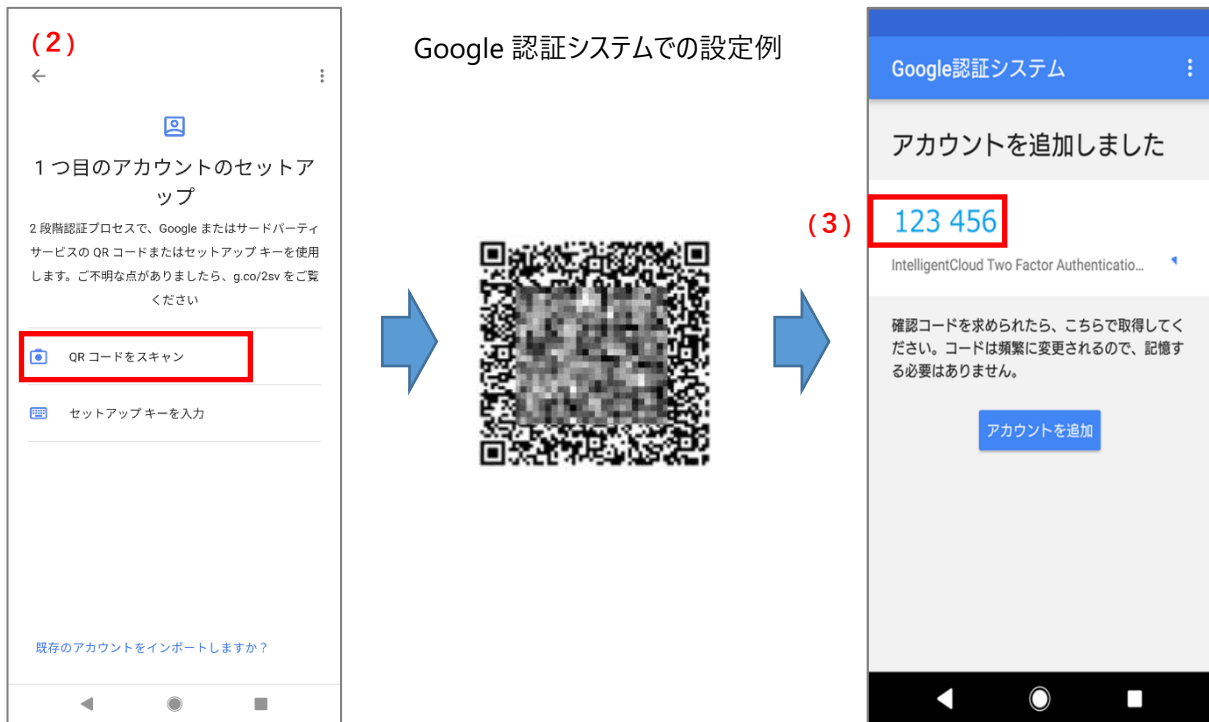 (2)
1つ目のアカウントのセットア
ップ
2 段階認証プロセスで、Google またはサードパーティ
サービスの QR コードまたはセットアップ キーを使用
します。ご不明な点がありましたら、g.co/2sv をご覧
ください
QR コードをスキャン
セットアップ キーを入力
既存のアカウントをインポートしますか？
Google 認証システムでの設定例
Google認証システム
アカウントを追加しました
(3)
123 456
IntelligentCloud Two Factor Authenticatio...
確認コードを求められたら、こちらで取得してく
ださい。コードは頻繁に変更されるので、記憶す
る必要はありません。
アカウントを追加